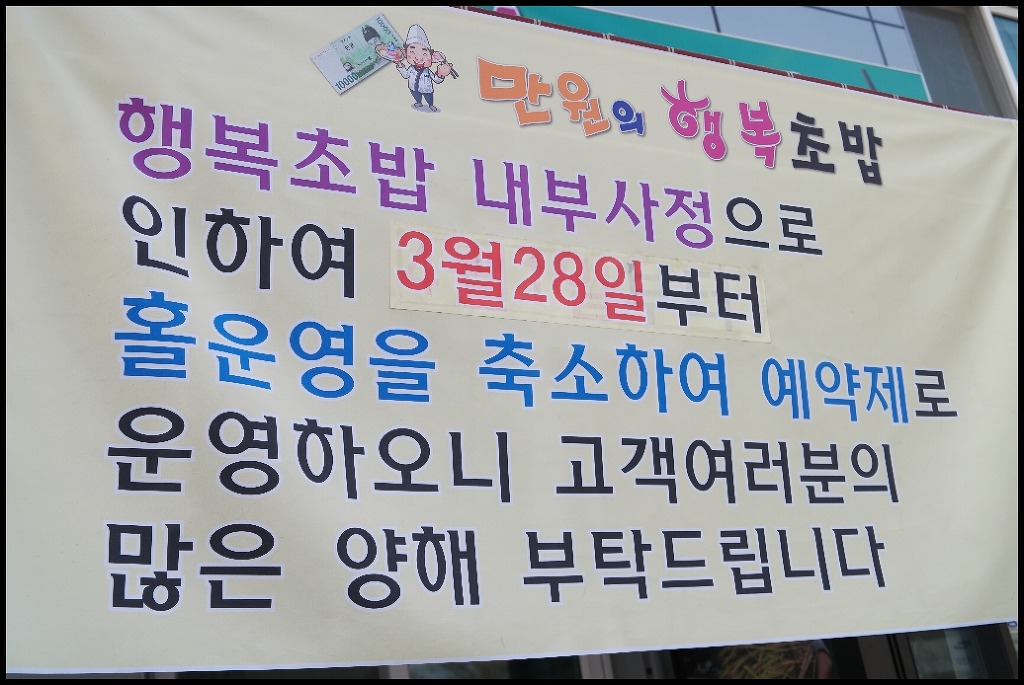 10000
만원의 행복초밥
행복초밥 내부사정으로
인하여 3월28일부터
홀운영을 축소하여 예약제로
운영하오니 고객여러분의
많은 양해 부탁드립니다